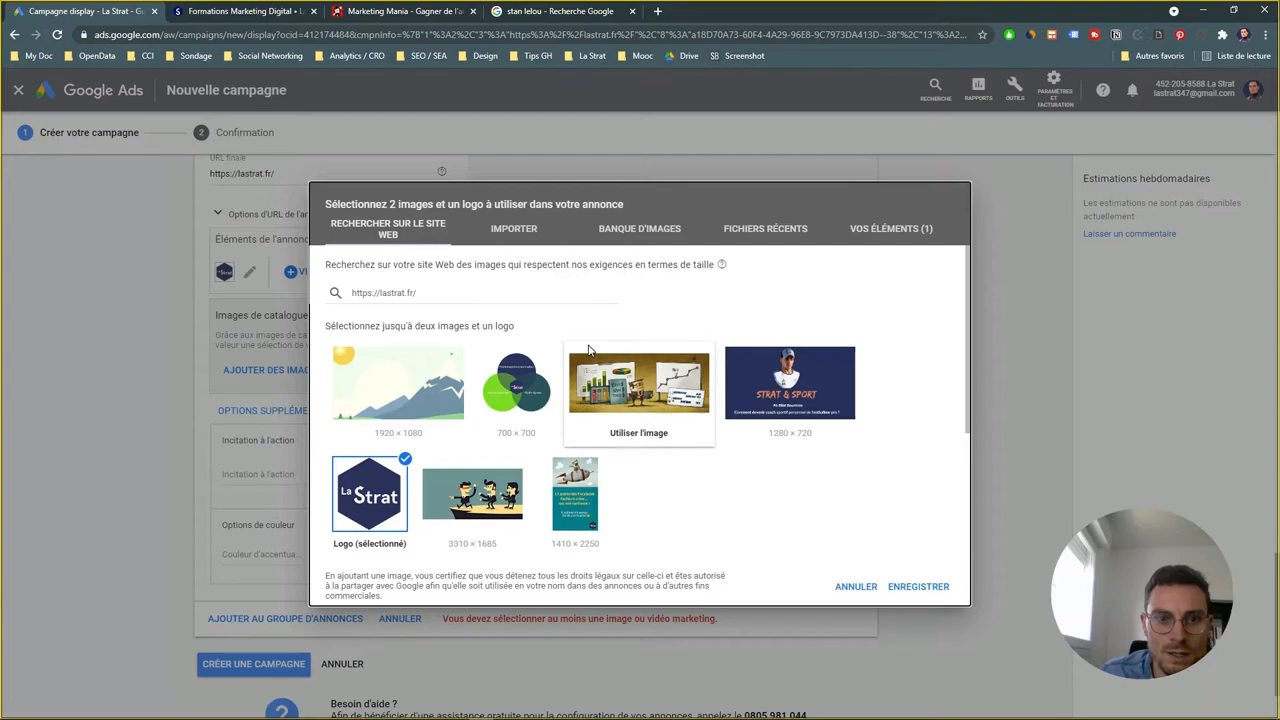 Campagne display - La Strat - G
Formations Marketing Digital • L
Marketing Mania - Gagner de l'a
stan lelou - Recherche Google
ads.google.com/aw/campaigns/new/display?ocid=412174484&cmpnInfo=%7B"1%3A2%2C"3"%3A"https%3A%2F%2Flastrat.fr%2F"%2C"8"%3A"a18D70A73-60F4-4A29-96E8-9C7973DA413D--38"%2C"14"%3A...
My Doc
OpenData
CCI
Sondage
Social Networking
Analytics / CRO
SEO / SEA
Design
Tips GH
La Strat
Mooc
Drive
Screenshot
Autres favoris
Liste de lecture
Google Ads
Nouvelle campagne
RECHERCHE
RAPPORTS
OUTILS
PARAMÈTRES ET FACTURATION
452-205-8588 La Strat
lastrat347@gmail.com
1 Créer votre campagne
2 Confirmation
URL finale
https://lastrat.fr/
Options d'URL de l'ar
Éléments de l'annonc
VI
Images de catalogue
Grâce aux images de ca
valeur une sélection de
AJOUTER DES IMAG
OPTIONS SUPPLÉME
Incitation à l'action
Incitation à l'action
Options de couleur
Couleur d'accentua...
Estimations hebdomadaires
Les estimations ne sont pas disponibles
actuellement
Laisser un commentaire
Sélectionnez 2 images et un logo à utiliser dans votre annonce
RECHERCHER SUR LE SITE WEB
IMPORTER
BANQUE D'IMAGES
FICHIERS RÉCENTS
VOS ÉLÉMENTS (1)
Recherchez sur votre site Web des images qui respectent nos exigences en termes de taille
https://lastrat.fr/
Sélectionnez jusqu'à deux images et un logo
STRAT & SPORT
Comment devenir coach sportif personnel de footballeur pro ?
1920 × 1080
700 × 700
Utiliser l'image
1280 × 720
La Strat
Logo (sélectionné)
3310 × 1685
1410 × 2250
En ajoutant une image, vous certifiez que vous détenez tous les droits légaux sur celle-ci et êtes autorisé
à la partager avec Google afin qu'elle soit utilisée en votre nom dans des annonces ou à d'autres fins
commerciales.
ANNULER
ENREGISTRER
AJOUTER AU GROUPE D'ANNONCES
ANNULER
Vous devez sélectionner au moins une image ou vidéo marketing.
CRÉER UNE CAMPAGNE
ANNULER
Besoin d'aide ?
Afin de bénéficier d'une assistance gratuite pour la configuration de vos annonces, appelez le 0805 981 044